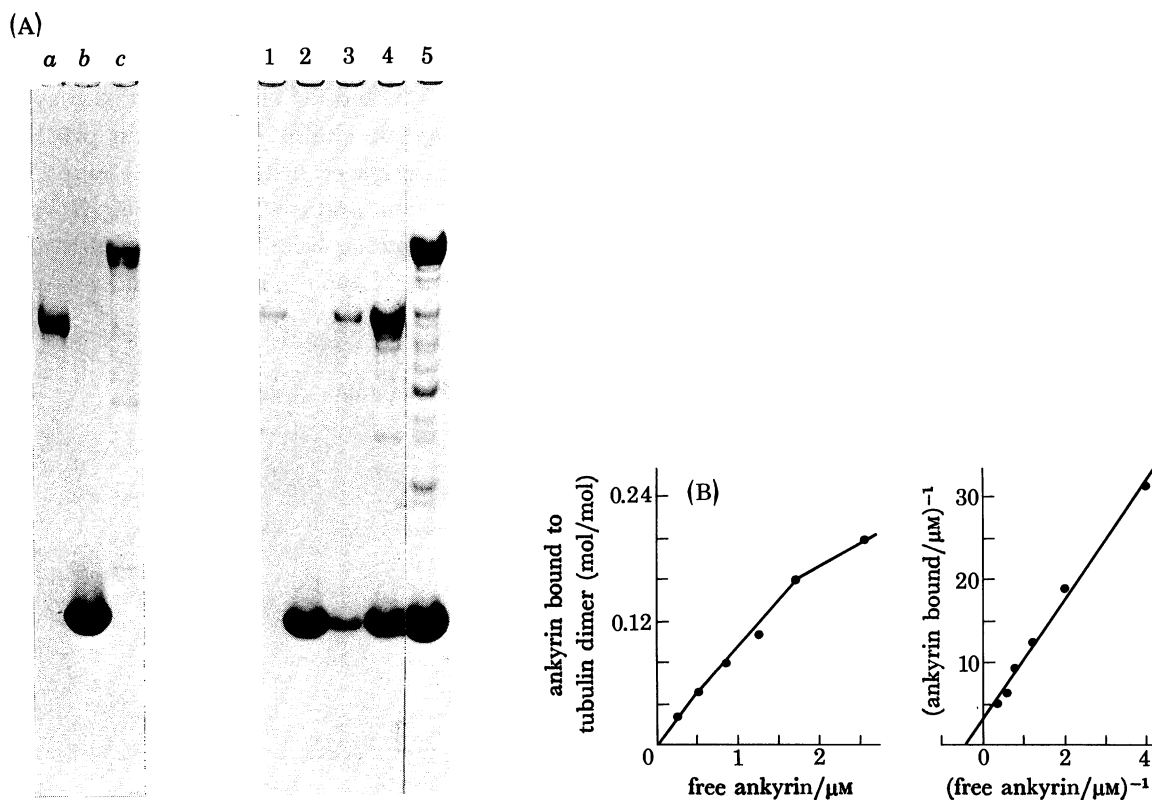 (A)
a b c
1 2 3 4 5
(B)
ankyrin bound to
tubulin dimer (mol/mol)
0.24
0.12
0 1 2
free ankyrin/μM
(ankyrin bound/μM)⁻¹
30
20
10
0 2 4
(free ankyrin/μM)⁻¹